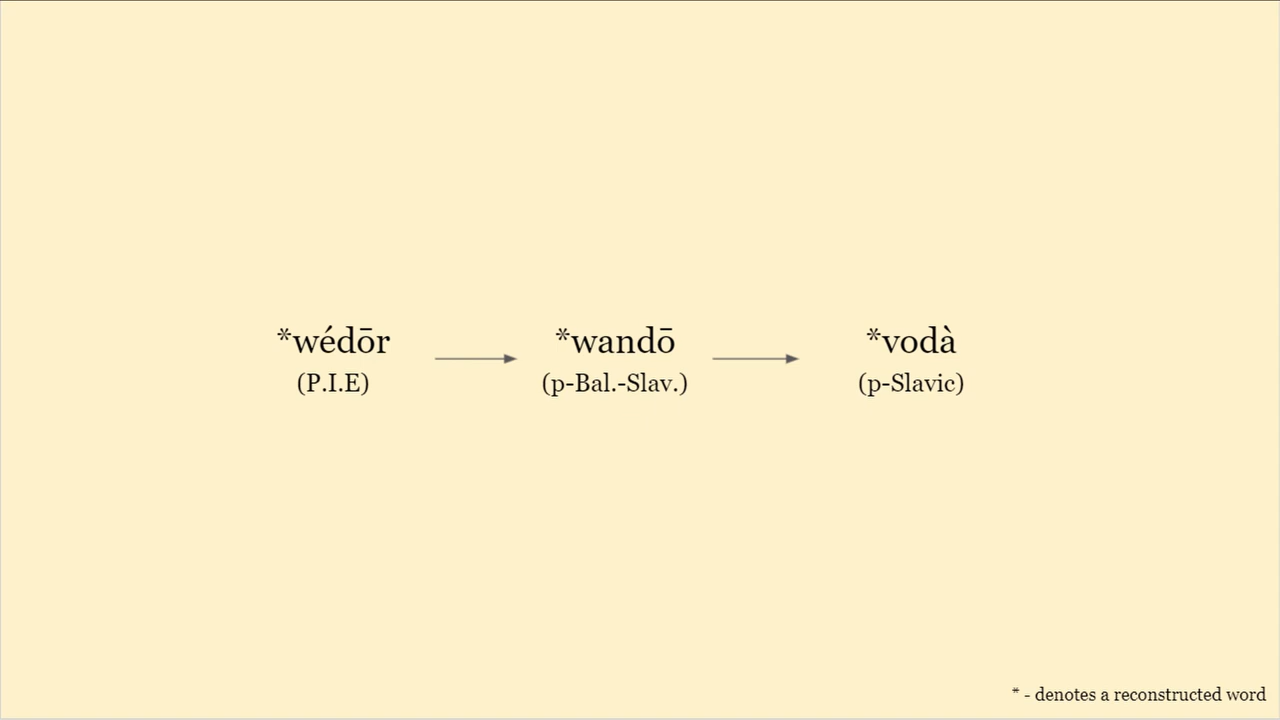 *wédōr
(P.I.E)
*wandō
(p-Bal.-Slav.)
*vodà
(p-Slavic)
* - denotes a reconstructed word